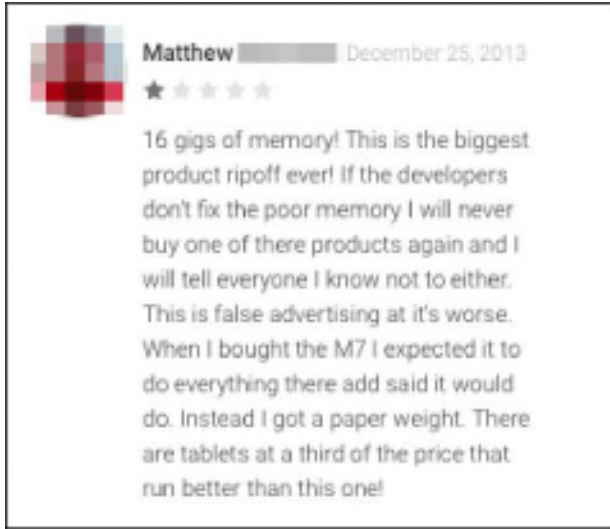 Matthew December 25, 2013
16 gigs of memory! This is the biggest
product ripoff ever! If the developers
don't fix the poor memory I will never
buy one of there products again and I
will tell everyone I know not to either.
This is false advertising at it's worse.
When I bought the M7 I expected it to
do everything there add said it would
do. Instead I got a paper weight. There
are tablets at a third of the price that
run better than this one!